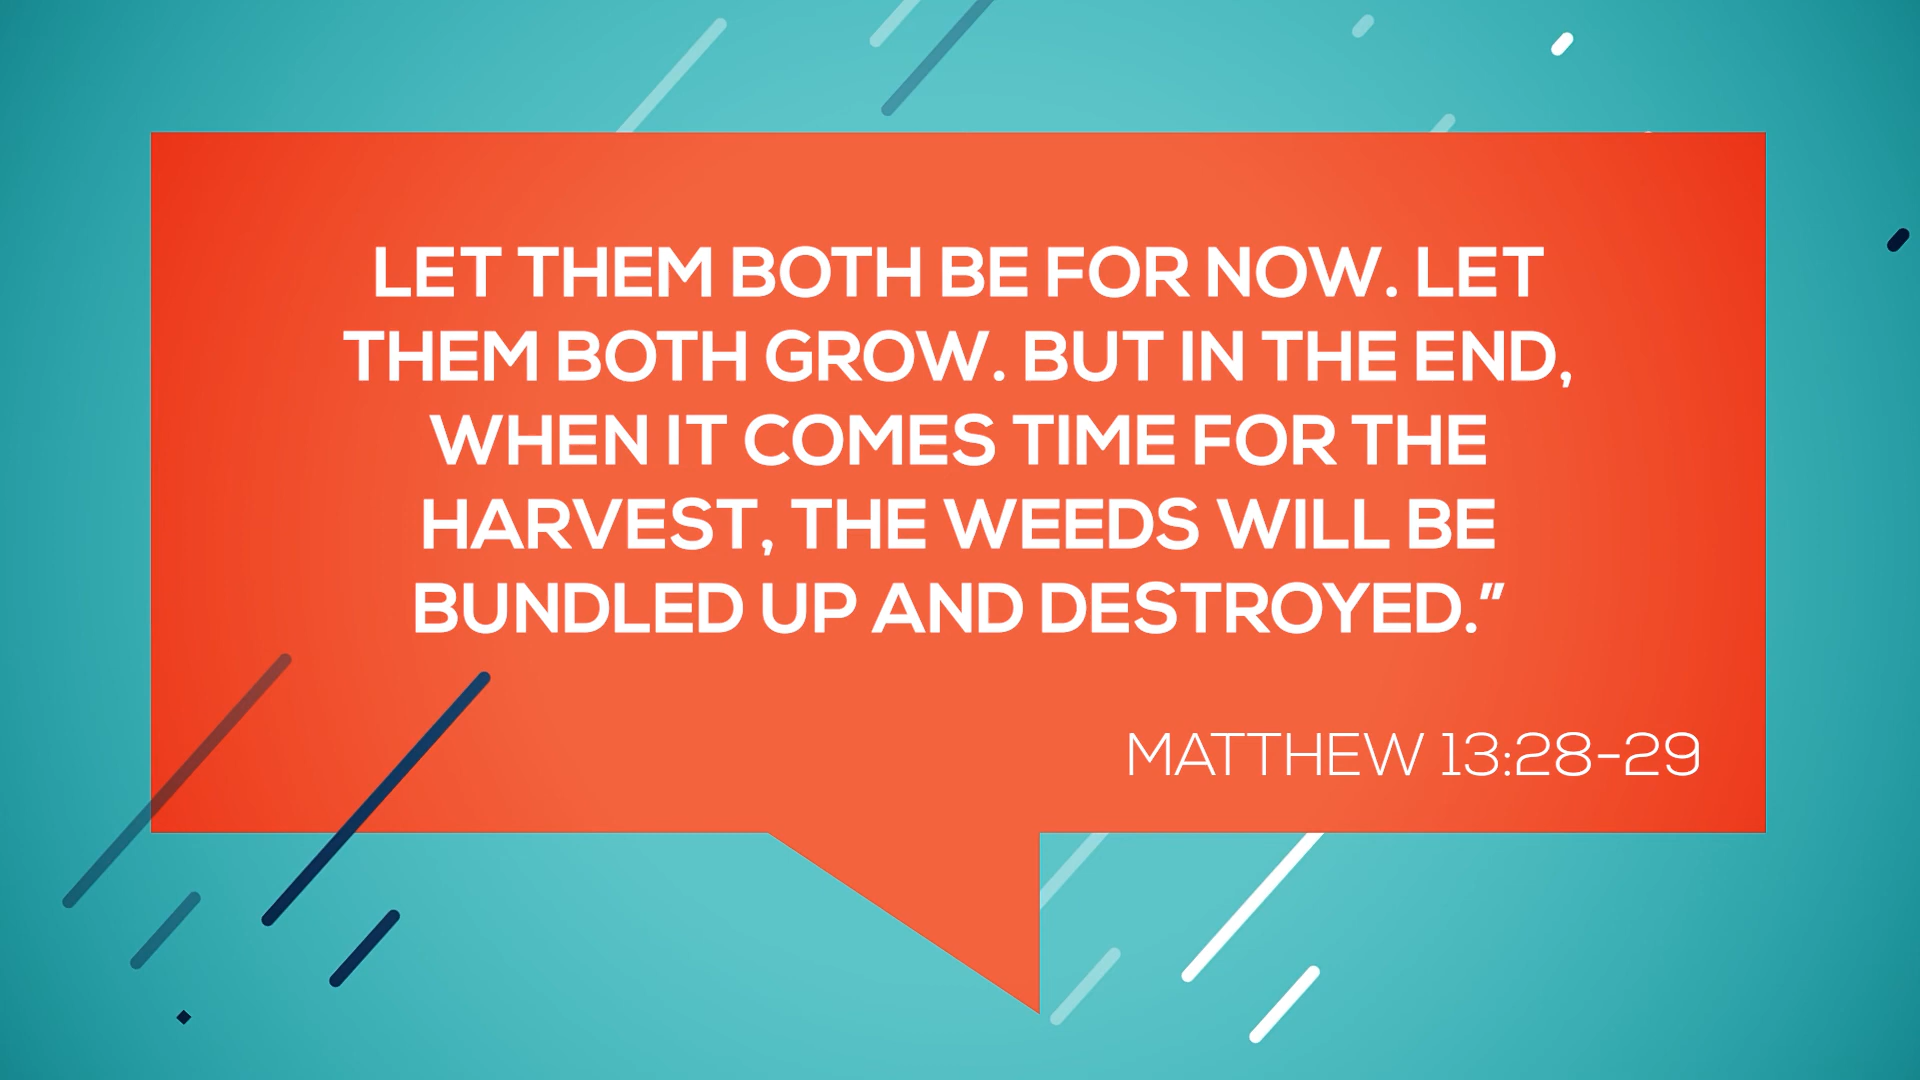 LET THEM BOTH BE FOR NOW. LET
THEM BOTH GROW. BUT IN THE END,
WHEN IT COMES TIME FOR THE
HARVEST, THE WEEDS WILL BE
BUNDLED UP AND DESTROYED.”
MATTHEW 13:28-29